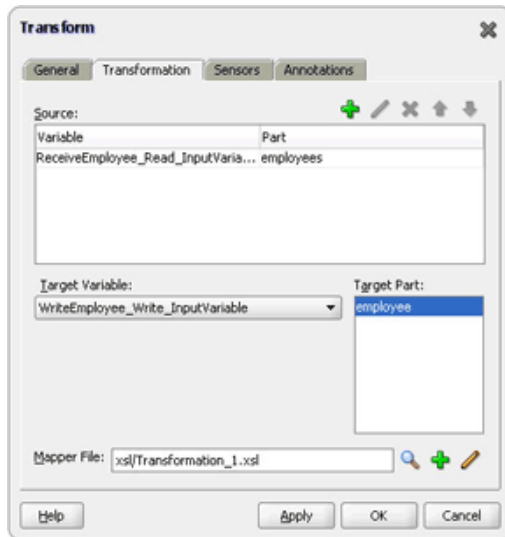 Transform
General Transformation Sensors Annotations
Source:
Variable Part
ReceiveEmployee_Read_InputVaria... employees
Target Variable: Target Part:
WriteEmployee_Write_InputVariable employee
Mapper File: xsl/Transformation_1.xsl
Help Apply OK Cancel